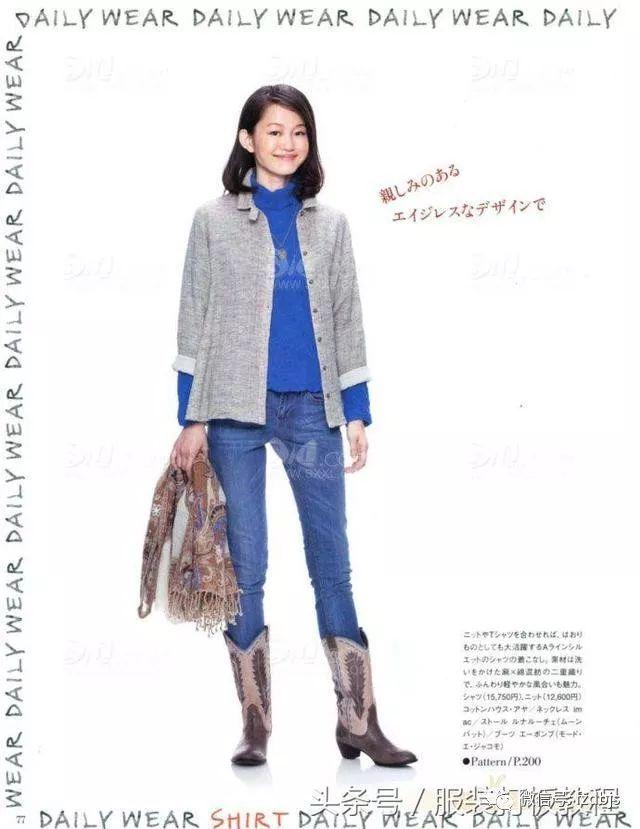 DAILY WEAR DAILY WEAR DAILY WEAR DAILY
WEAR DAILY WEAR DAILY WEAR DAILY WEAR DAILY WEAR
親しみのある
エイジレスなデザインで
ニットやTシャツを合わせれば、はおり
ものとしても大活躍するAラインシル
エットのシャツの着こなし。素材は洗
いをかけた麻×綿混紡の二重織り
で、ふんわり軽やかな風合いも魅力。
シャツ(15,750円)、ニット(12,600円)
コットンハウス・アヤ／ネックレス im
ac／ストール ルナルーチェ(ムーン
バット)／ブーツ エーボンブ(モード・
エ・ジャコモ)
●Pattern/P.200
头条号／服装
微信号
77
DAILY WEAR SHIRT DAILY WEAR DAILY WEAR